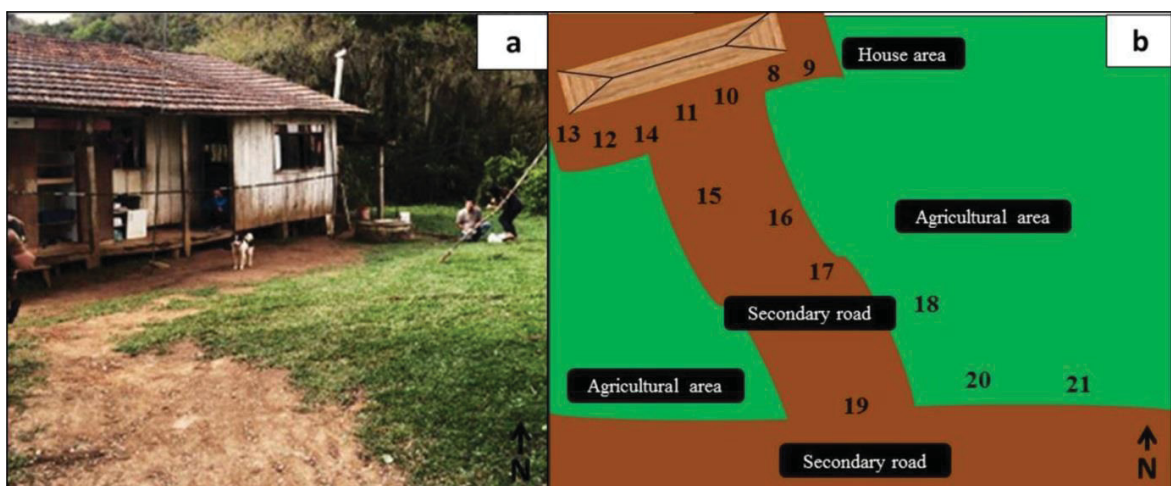 a
N
b
House area
8 9
10
11
13 12 14
15
16
Agricultural area
17
18
Secondary road
Agricultural area
20 21
19
Secondary road
N